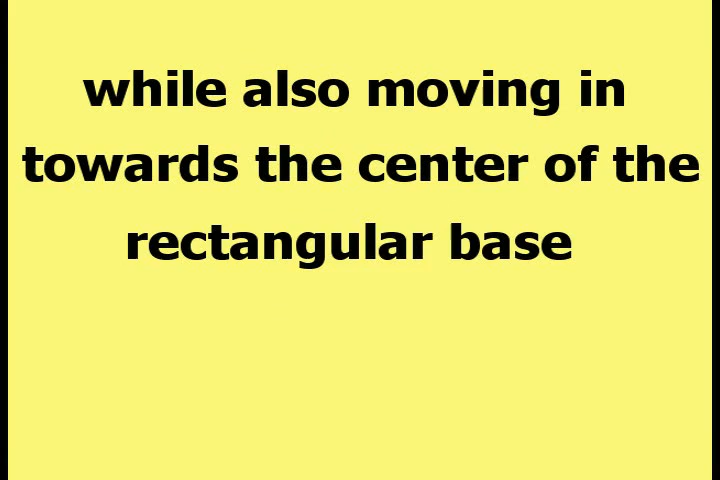 while also moving in
towards the center of the
rectangular base